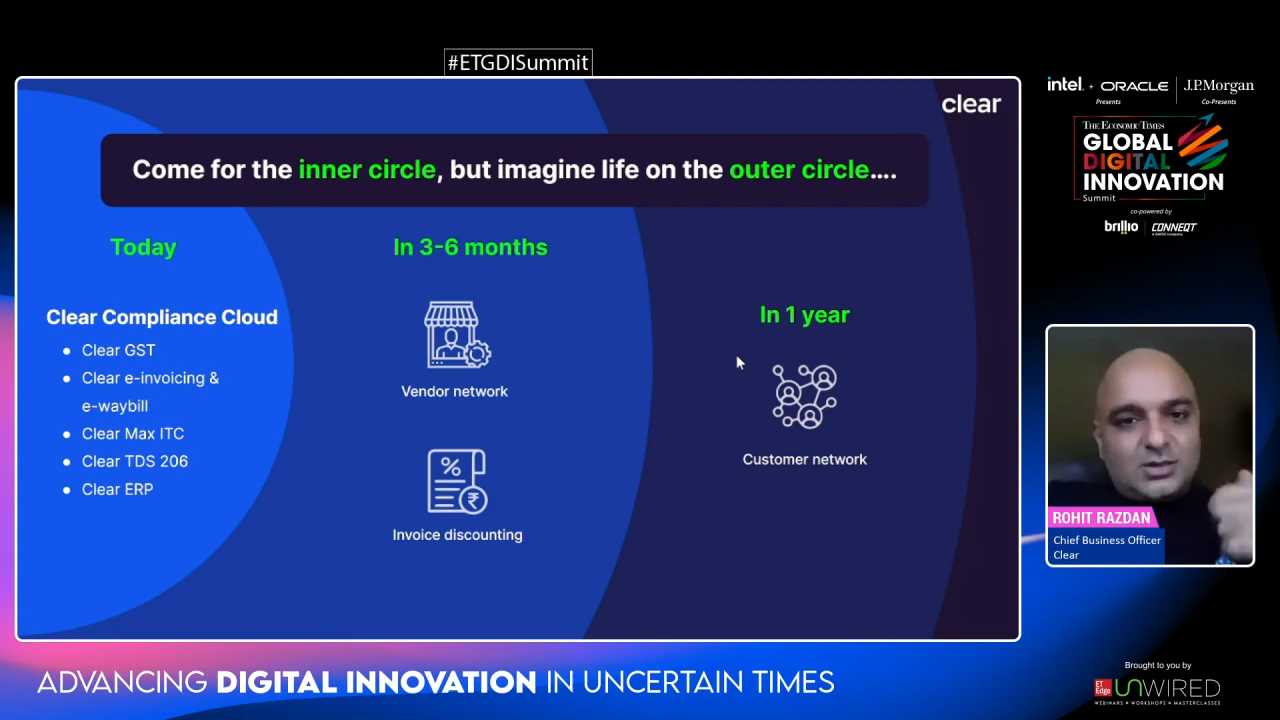 #ETGDISummit
clear
Come for the inner circle, but imagine life on the outer circle....
Today
Clear Compliance Cloud
• Clear GST
• Clear e-invoicing &
e-waybill
• Clear Max ITC
• Clear TDS 206
• Clear ERP
In 3-6 months
Vendor network
%
₹
Invoice discounting
In 1 year
Customer network
intel. + ORACLE | J.P.Morgan
Presents Co-Presents
THE ECONOMIC TIMES
GLOBAL
DIGITAL
INNOVATION
Summit
co-powered by
brillio | CONNEQT
ROHIT RAZDAN
Chief Business Officer
Clear
ADVANCING DIGITAL INNOVATION IN UNCERTAIN TIMES
Brought to you by
ET Edge UNWIRED
WEBINARS • WORKSHOPS • MASTERCLASSES